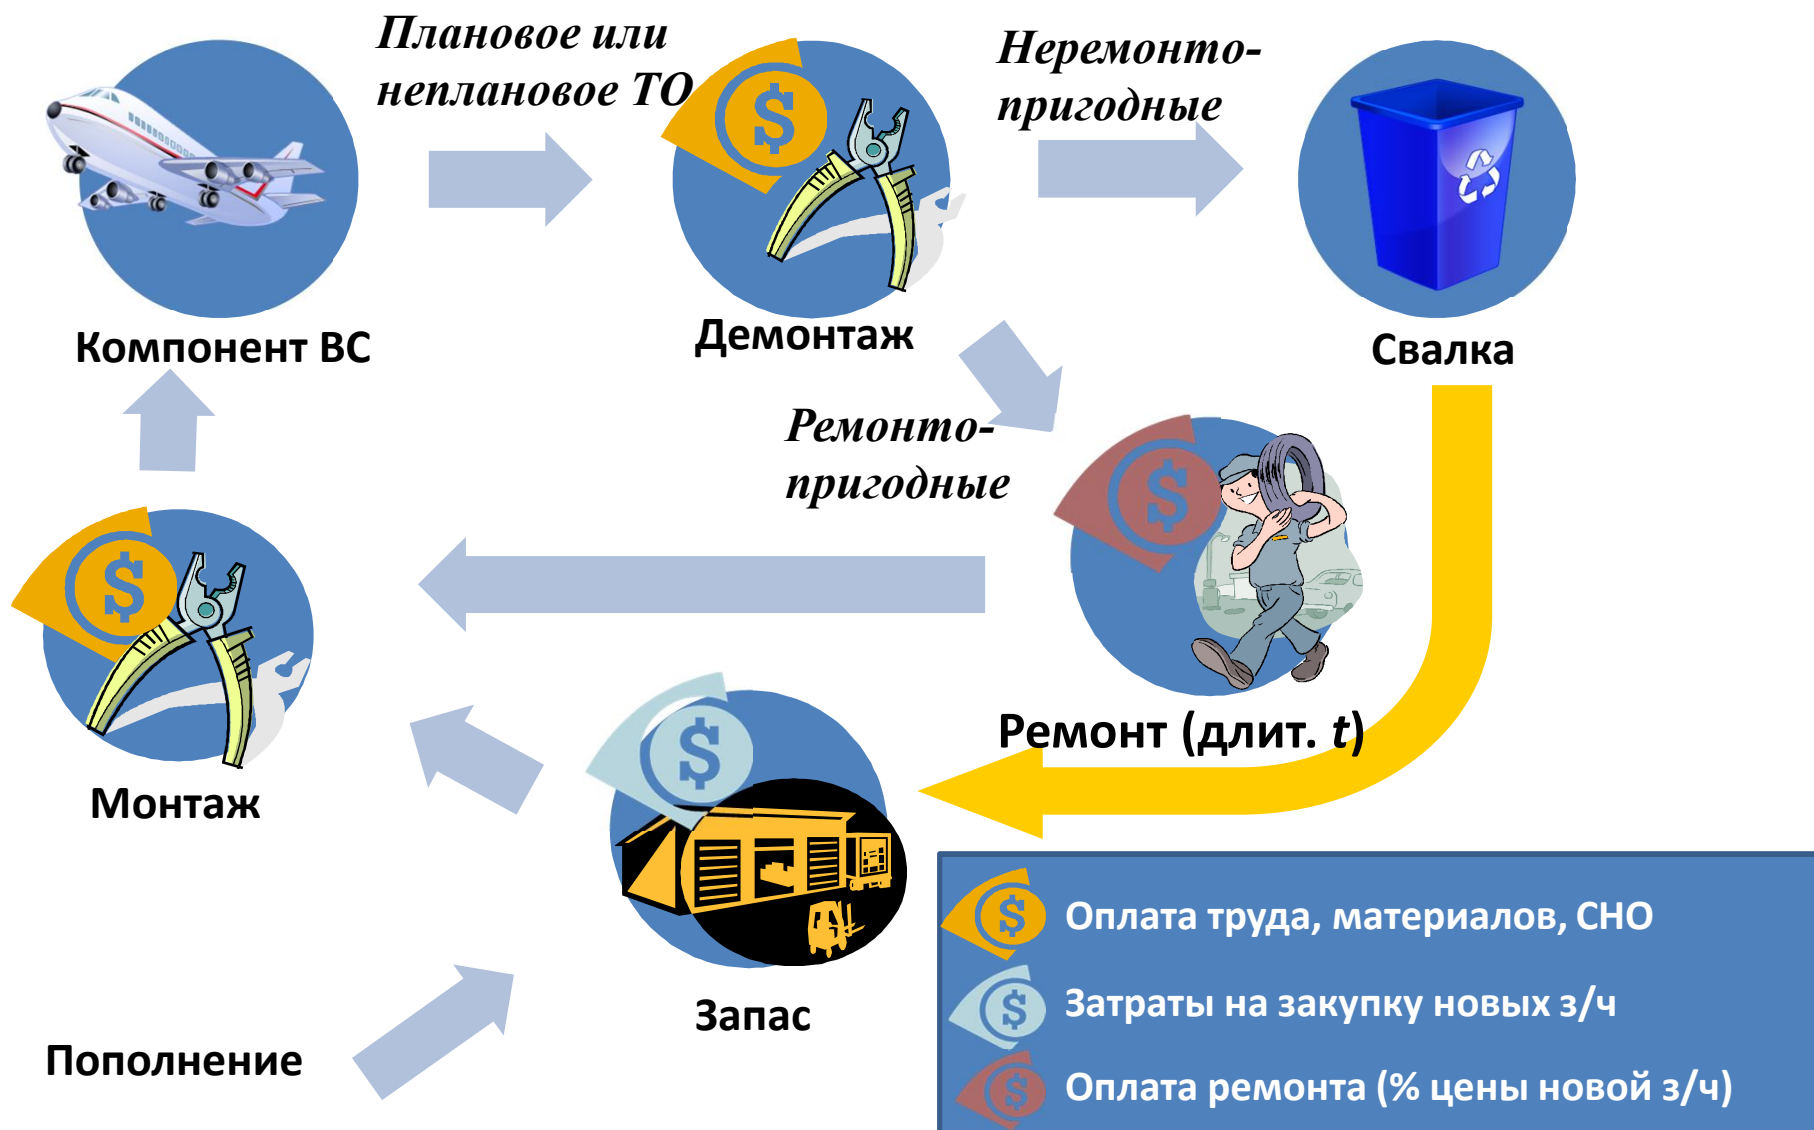 Плановое или
неплановое ТО
Неремонто-
пригодные
Компонент ВС
Демонтаж
Свалка
Ремонто-
пригодные
Ремонт (длит. t)
Монтаж
Запас
Пополнение
$ Оплата труда, материалов, СНО
$ Затраты на закупку новых з/ч
$ Оплата ремонта (% цены новой з/ч)